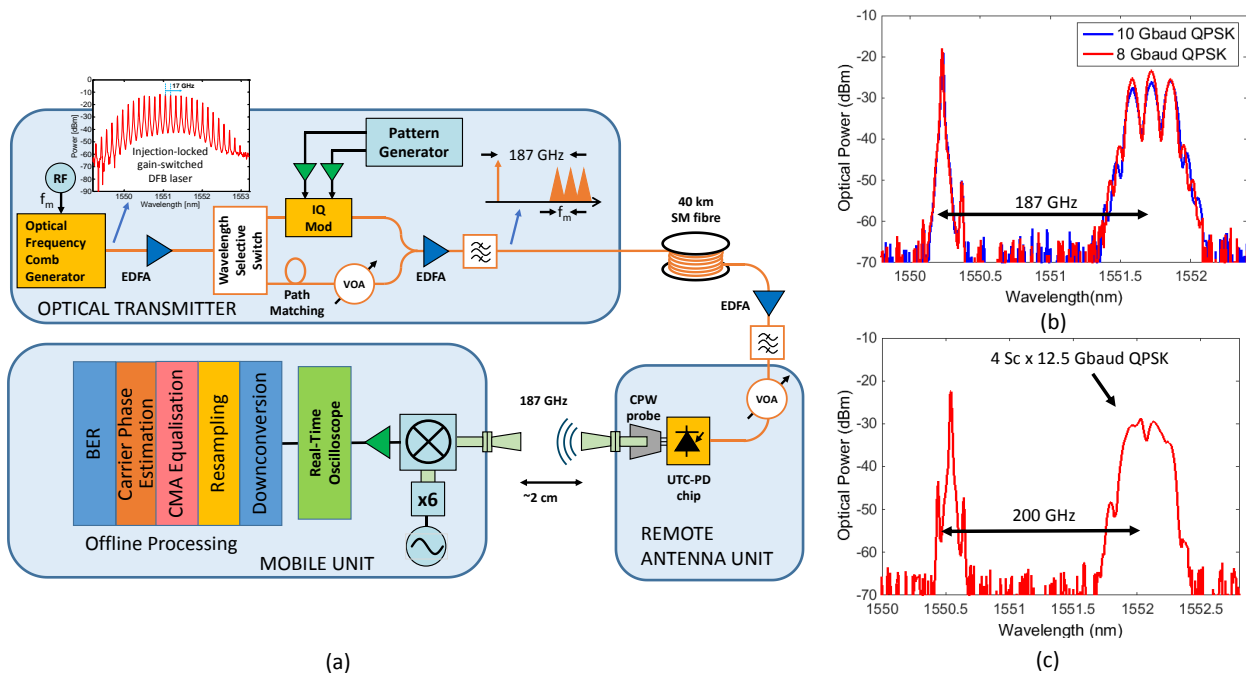 0
-10
-20
-30
-40
-50
-60
-70
-80
-90
Power [dBm]
17 GHz
Injection-locked
gain-switched
DFB laser
1550
1551
1552
1553
Wavelength [nm]
RF
fm
Optical
Frequency
Comb
Generator
EDFA
Wavelength
Selective
Switch
Pattern
Generator
IQ
Mod
Path
Matching
VOA
EDFA
187 GHz
fm
OPTICAL TRANSMITTER
40 km
SM fibre
EDFA
VOA
CPW
probe
UTC-PD
chip
REMOTE
ANTENNA UNIT
187 GHz
~2 cm
x6
Real-Time
Oscilloscope
Downconversion
Resampling
CMA Equalisation
Carrier Phase
Estimation
BER
Offline Processing
MOBILE UNIT
(a)
-10
-20
-30
-40
-50
-60
-70
Optical Power (dBm)
10 Gbaud QPSK
8 Gbaud QPSK
187 GHz
1550
1550.5
1551
1551.5
1552
Wavelength(nm)
(b)
-10
-20
-30
-40
-50
-60
-70
Optical Power (dBm)
4 Sc x 12.5 Gbaud QPSK
200 GHz
1550
1550.5
1551
1551.5
1552
1552.5
Wavelength (nm)
(c)